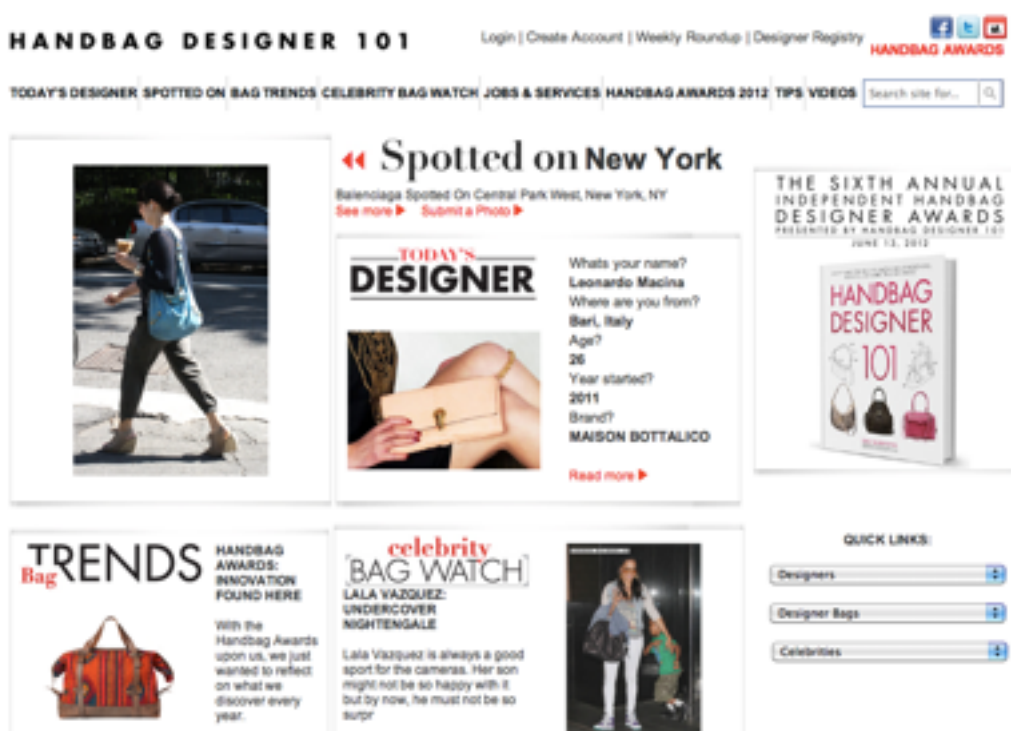 HANDBAG DESIGNER 101
Login | Create Account | Weekly Roundup | Designer Registry
HANDBAG AWARDS
TODAY'S DESIGNER SPOTTED ON BAG TRENDS CELEBRITY BAG WATCH JOBS & SERVICES HANDBAG AWARDS 2012 TIPS VIDEOS
Search site for...
Spotted on New York
Balenciaga Spotted On Central Park West, New York, NY
See more Submit a Photo
TODAY'S
DESIGNER
Whats your name?
Leonardo Macina
Where are you from?
Bari, Italy
Age?
26
Year started?
2011
Brand?
MAISON BOTTALICO
Read more
THE SIXTH ANNUAL
INDEPENDENT HANDBAG
DESIGNER AWARDS
PRESENTED BY HANDBAG DESIGNER 101
JUNE 13, 2012
HANDBAG
DESIGNER
101
Bag TRENDS
HANDBAG
AWARDS:
INNOVATION
FOUND HERE
With the
Handbag Awards
upon us, we just
wanted to reflect
on what we
discover every
year.
celebrity
[BAG WATCH]
LALA VAZQUEZ:
UNDERCOVER
NIGHTENGALE
Lala Vazquez is always a good
sport for the cameras. Her son
might not be so happy with it
but by now, he must not be so
surpr
QUICK LINKS:
Designers
Designer Bags
Celebrities